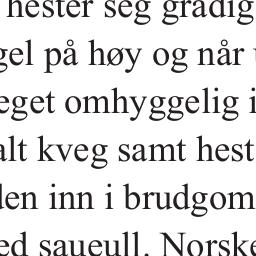 hester seg grådig
gel på høy og når
eget omhyggelig i
alt kveg samt hest
den inn i brudgom
ed saueull. Norske